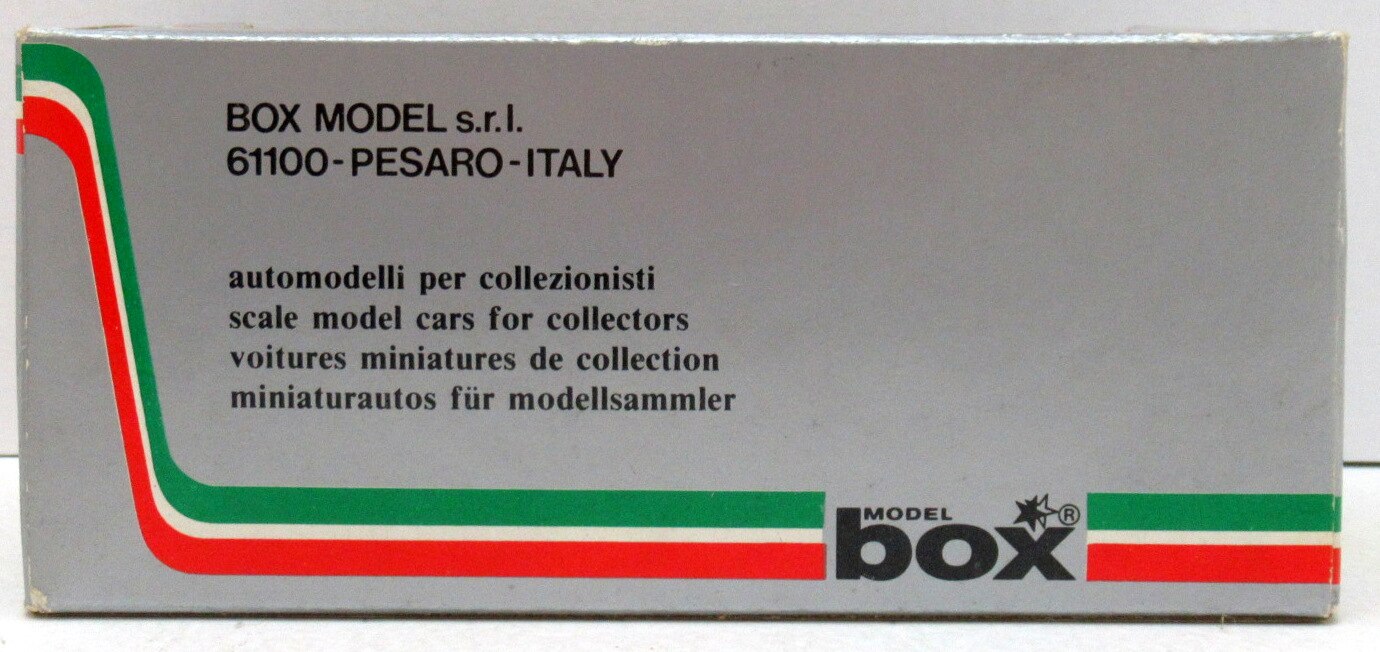 BOX MODEL s.r.l.
61100-PESARO-ITALY
automodelli per collezionisti
scale model cars for collectors
voitures miniatures de collection
miniaturautos für modellsammler
MODEL
box ®